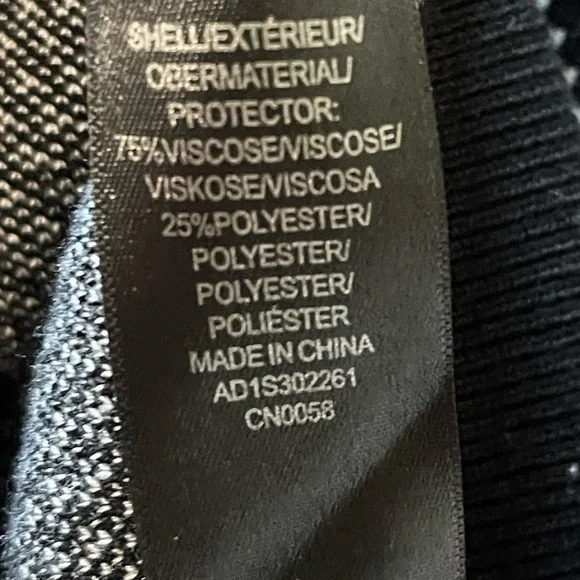 SHELL/EXTÉRIEUR/
OBERMATERIAL/
PROTECTOR:
75%VISCOSE/VISCOSE/
VISKOSE/VISCOSA
25%POLYESTER/
POLYESTER/
POLYESTER/
POLIÉSTER
MADE IN CHINA
AD1S302261
CN0058